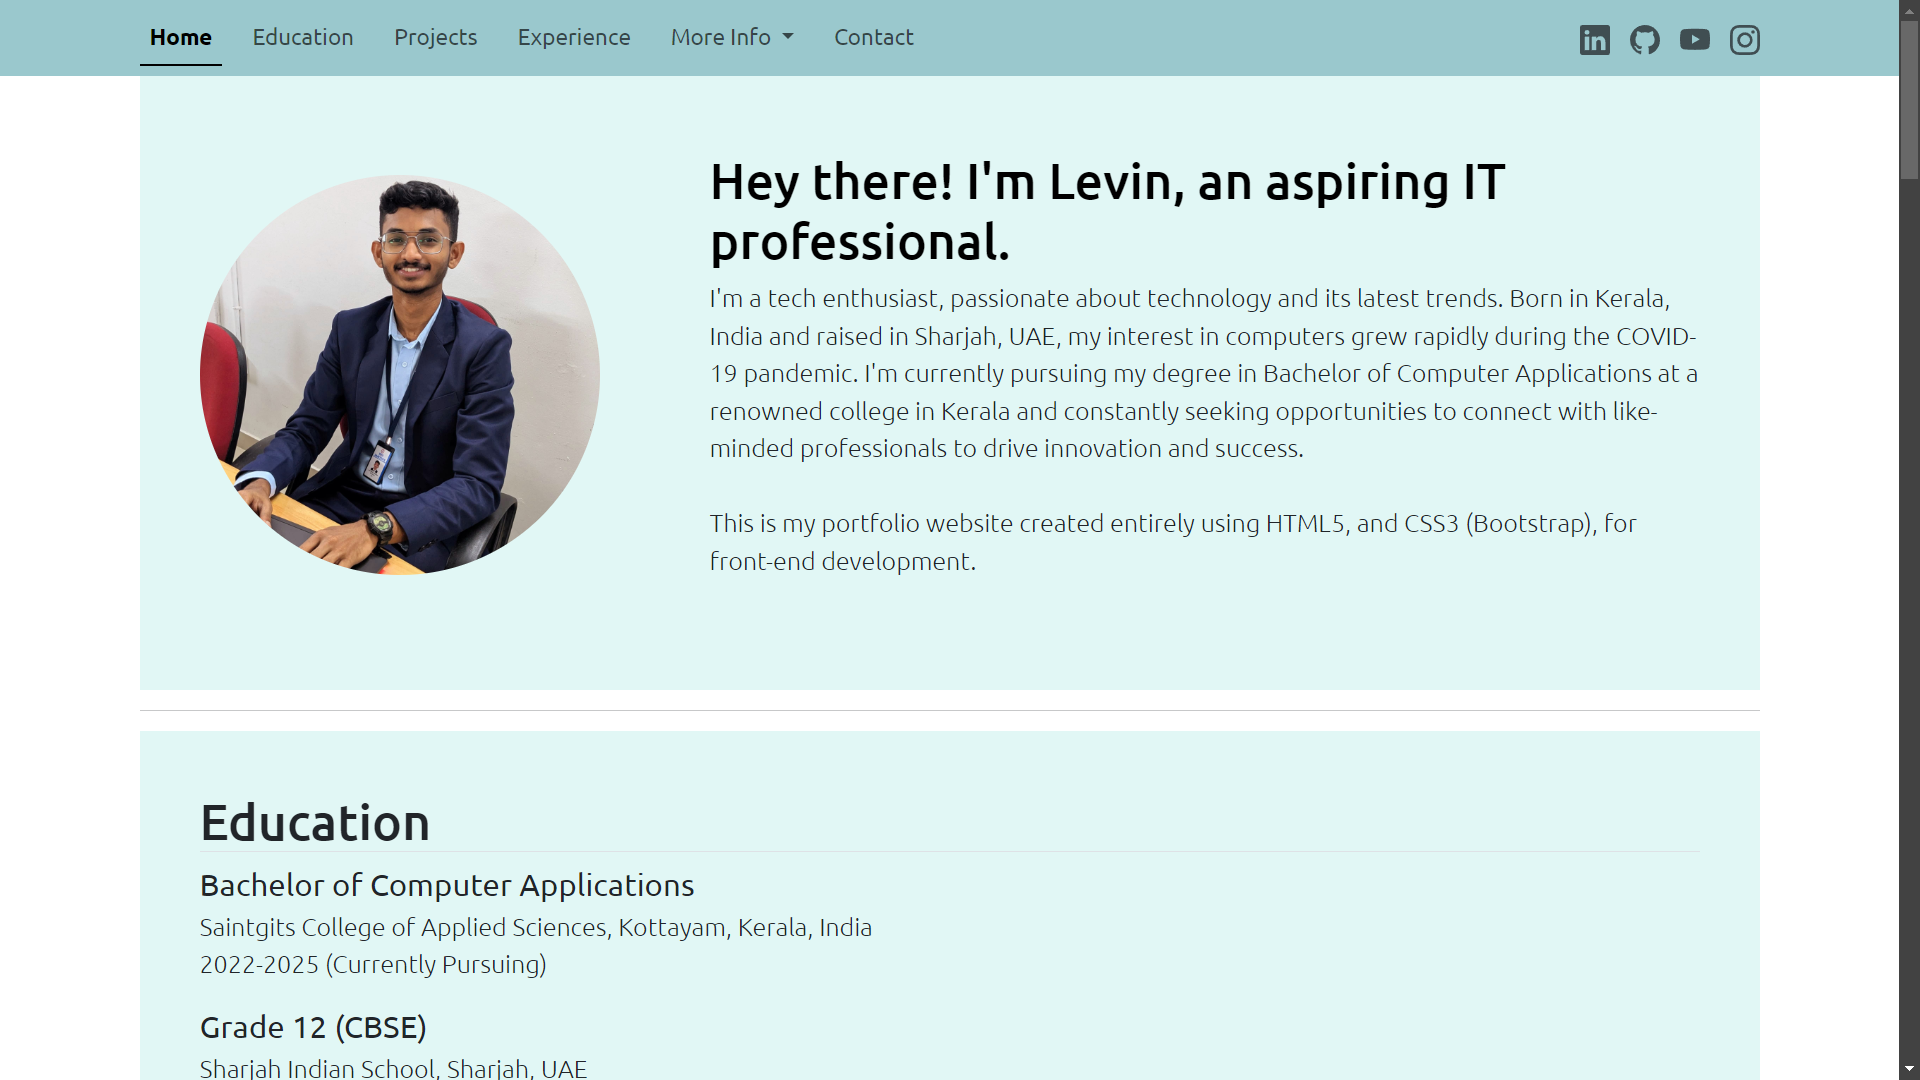 Home Education Projects Experience More Info Contact
Hey there! I'm Levin, an aspiring IT
professional.
I'm a tech enthusiast, passionate about technology and its latest trends. Born in Kerala,
India and raised in Sharjah, UAE, my interest in computers grew rapidly during the COVID-
19 pandemic. I'm currently pursuing my degree in Bachelor of Computer Applications at a
renowned college in Kerala and constantly seeking opportunities to connect with like-
minded professionals to drive innovation and success.
This is my portfolio website created entirely using HTML5, and CSS3 (Bootstrap), for
front-end development.
Education
Bachelor of Computer Applications
Saintgits College of Applied Sciences, Kottayam, Kerala, India
2022-2025 (Currently Pursuing)
Grade 12 (CBSE)
Sharjah Indian School, Sharjah, UAE